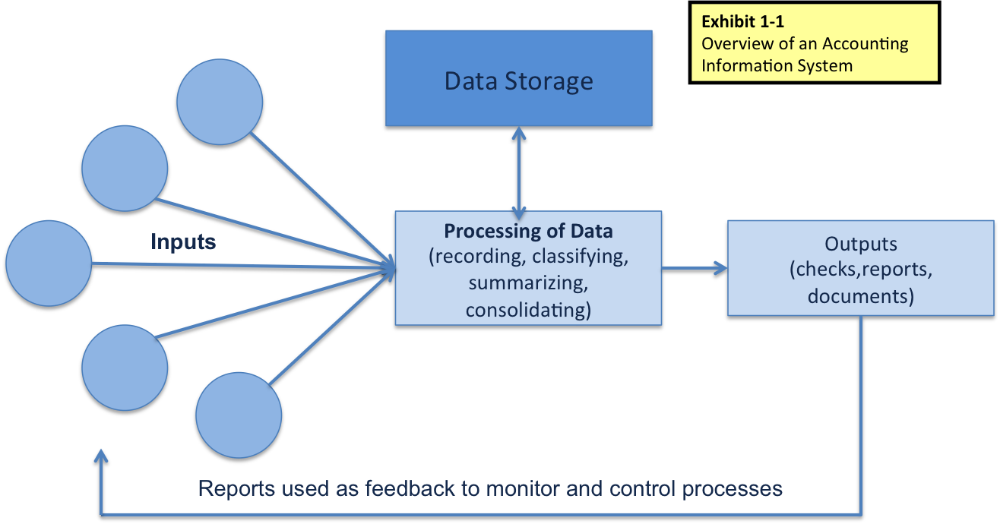 Exhibit 1-1
Overview of an Accounting
Information System
Data Storage
Inputs
Processing of Data
(recording, classifying,
summarizing,
consolidating)
Outputs
(checks,reports,
documents)
Reports used as feedback to monitor and control processes